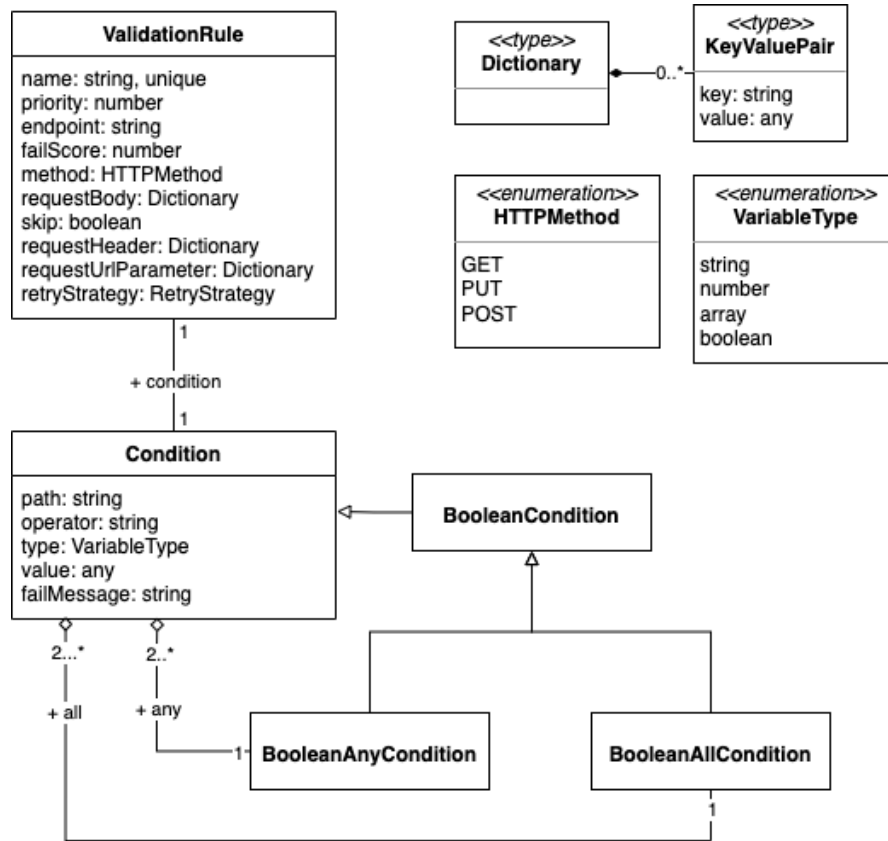 ValidationRule
name: string, unique
priority: number
endpoint: string
failScore: number
method: HTTPMethod
requestBody: Dictionary
skip: boolean
requestHeader: Dictionary
requestUrlParameter: Dictionary
retryStrategy: RetryStrategy
<<type>>
Dictionary
0..*
<<type>>
KeyValuePair
key: string
value: any
<<enumeration>>
HTTPMethod
GET
PUT
POST
<<enumeration>>
VariableType
string
number
array
boolean
1
+ condition
1
Condition
path: string
operator: string
type: VariableType
value: any
failMessage: string
BooleanCondition
2...*
2..*
+ all
+ any
1
BooleanAnyCondition
BooleanAllCondition
1